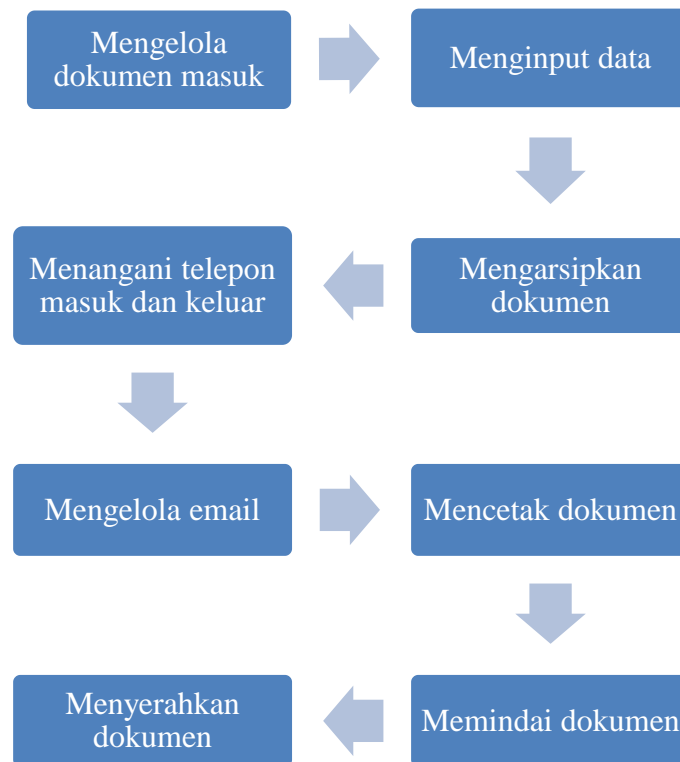 Mengelola
dokumen masuk
Menginput data
Mengarsipkan
dokumen
Menangani telepon
masuk dan keluar
Mengelola email
Mencetak dokumen
Memindai dokumen
Menyerahkan
dokumen